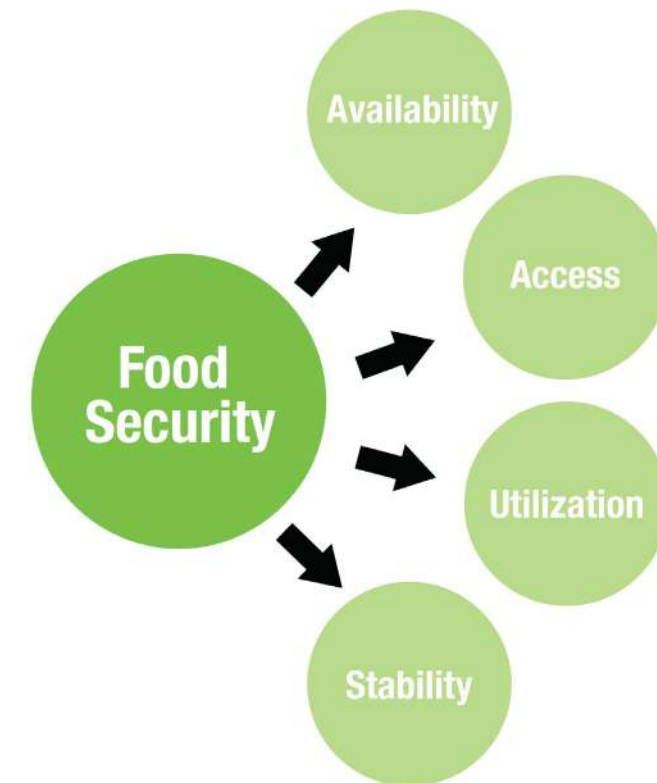 Availability
Access
Food
Security
Utilization
Stability